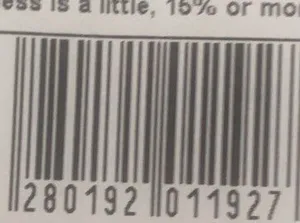 ess is a little, 15% or mo
280192 011927